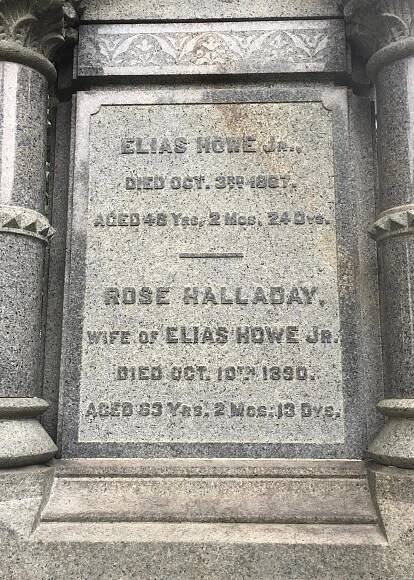 ELIAS HOWE JR.,
DIED OCT. 3RD 1867.
AGED 48 YRS, 2 MOS, 24 DYS.
ROSE HALLADAY,
WIFE OF ELIAS HOWE JR.
DIED OCT. 10TH 1890.
AGED 63 YRS, 2 MOS. 13 DYS.